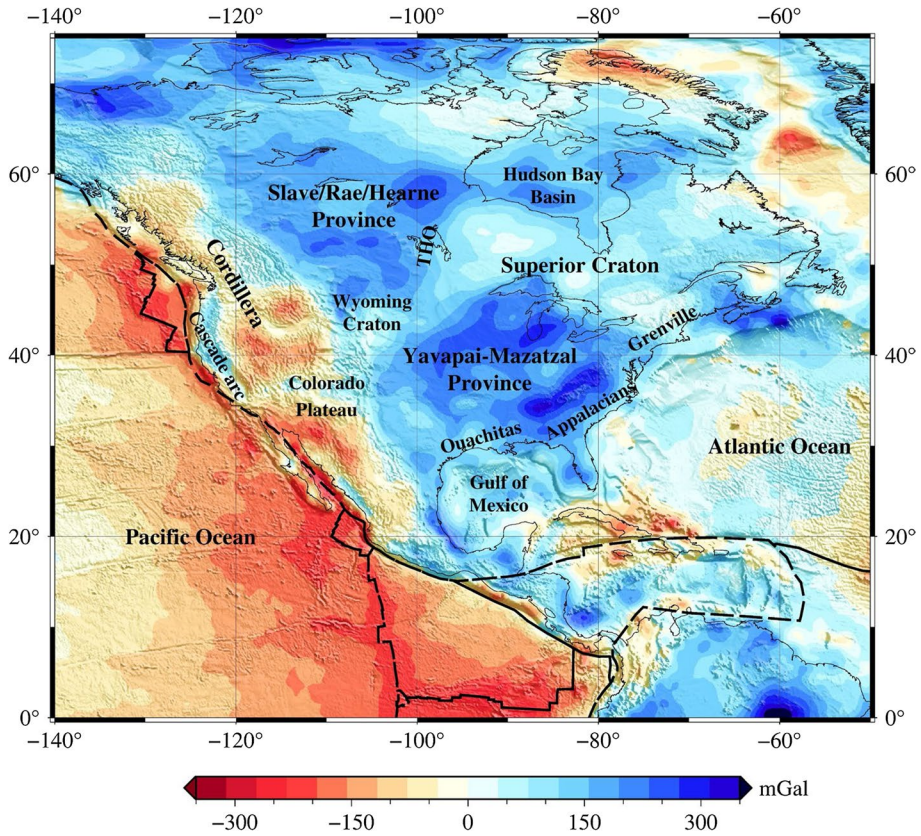 −140° −120° −100° −80° −60°
60°
60°
Hudson Bay
Basin
Slave/Rae/Hearne
Province
THO
Cordillera
Superior Craton
Wyoming
Craton
Grenville
Cascade arc
40°
40°
Yavapai-Mazatzal
Province
Colorado
Plateau
Appalacians
Ouachitas
Atlantic Ocean
Gulf of
Mexico
20°
20°
Pacific Ocean
0°
0°
−140° −120° −100° −80° −60°
mGal
−300 −150 0 150 300